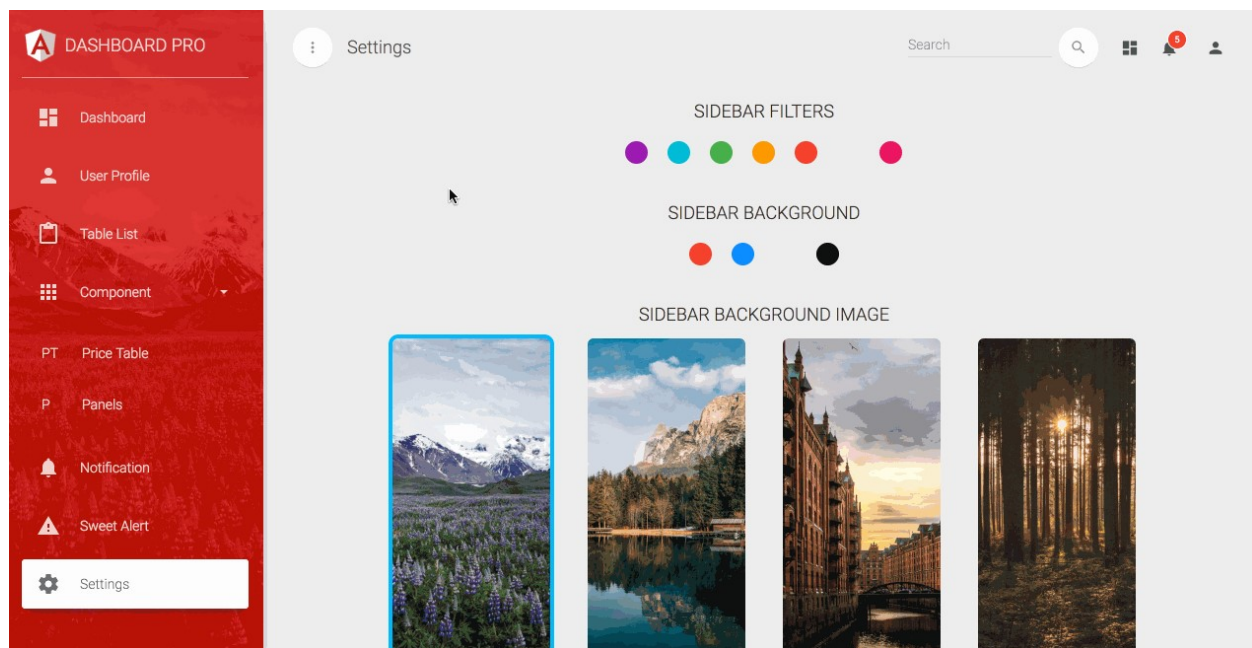 DASHBOARD PRO
Dashboard
User Profile
Table List
Component
PT Price Table
P Panels
Notification
Sweet Alert
Settings
Settings
Search
5
SIDEBAR FILTERS
SIDEBAR BACKGROUND
SIDEBAR BACKGROUND IMAGE